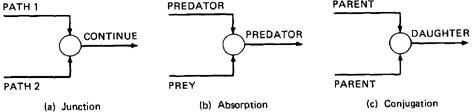 PATH 1
CONTINUE
PATH 2
(a) Junction
PREDATOR
PREDATOR
PREY
(b) Absorption
PARENT
DAUGHTER
PARENT
(c) Conjugation